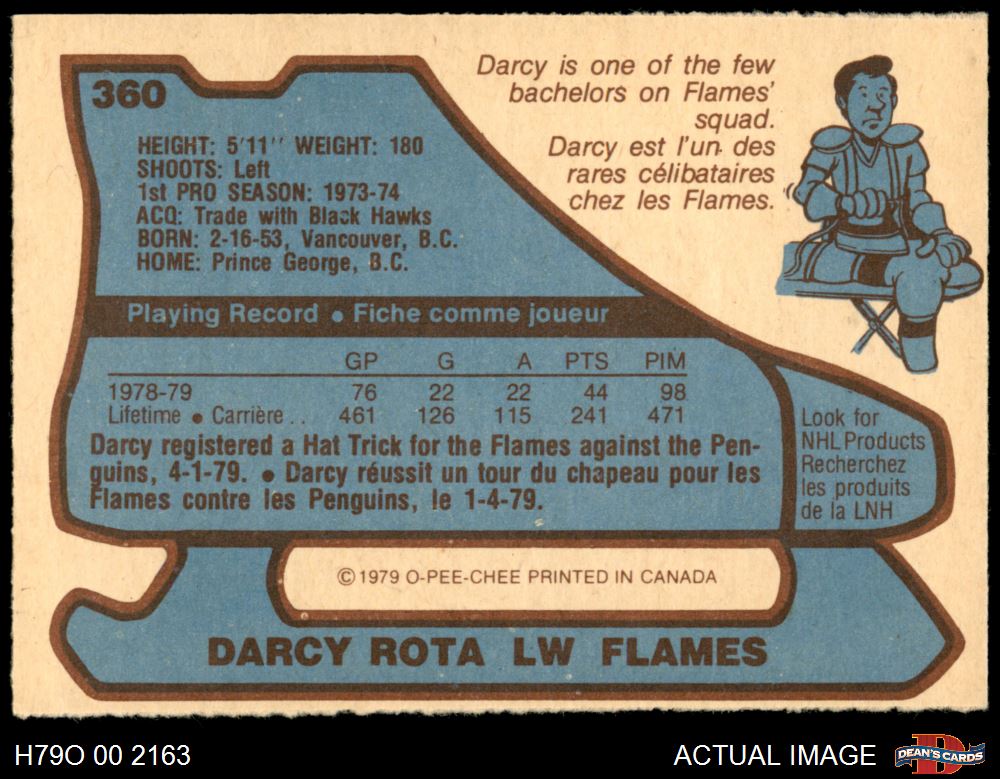 360
HEIGHT: 5'11'' WEIGHT: 180
SHOOTS: Left
1st PRO SEASON: 1973-74
ACQ: Trade with Black Hawks
BORN: 2-16-53, Vancouver, B.C.
HOME: Prince George, B.C.
Darcy is one of the few
bachelors on Flames'
squad.
Darcy est l'un des
rares célibataires
chez les Flames.
Playing Record • Fiche comme joueur
GP G A PTS PIM
1978-79 76 22 22 44 98
Lifetime • Carrière . . 461 126 115 241 471
Darcy registered a Hat Trick for the Flames against the Pen-
guins, 4-1-79. • Darcy réussit un tour du chapeau pour les
Flames contre les Penguins, le 1-4-79.
Look for
NHL Products
Recherchez
les produits
de la LNH
© 1979 O-PEE-CHEE PRINTED IN CANADA
DARCY ROTA LW FLAMES
H79O 00 2163
ACTUAL IMAGE
D
DEAN'S CARDS